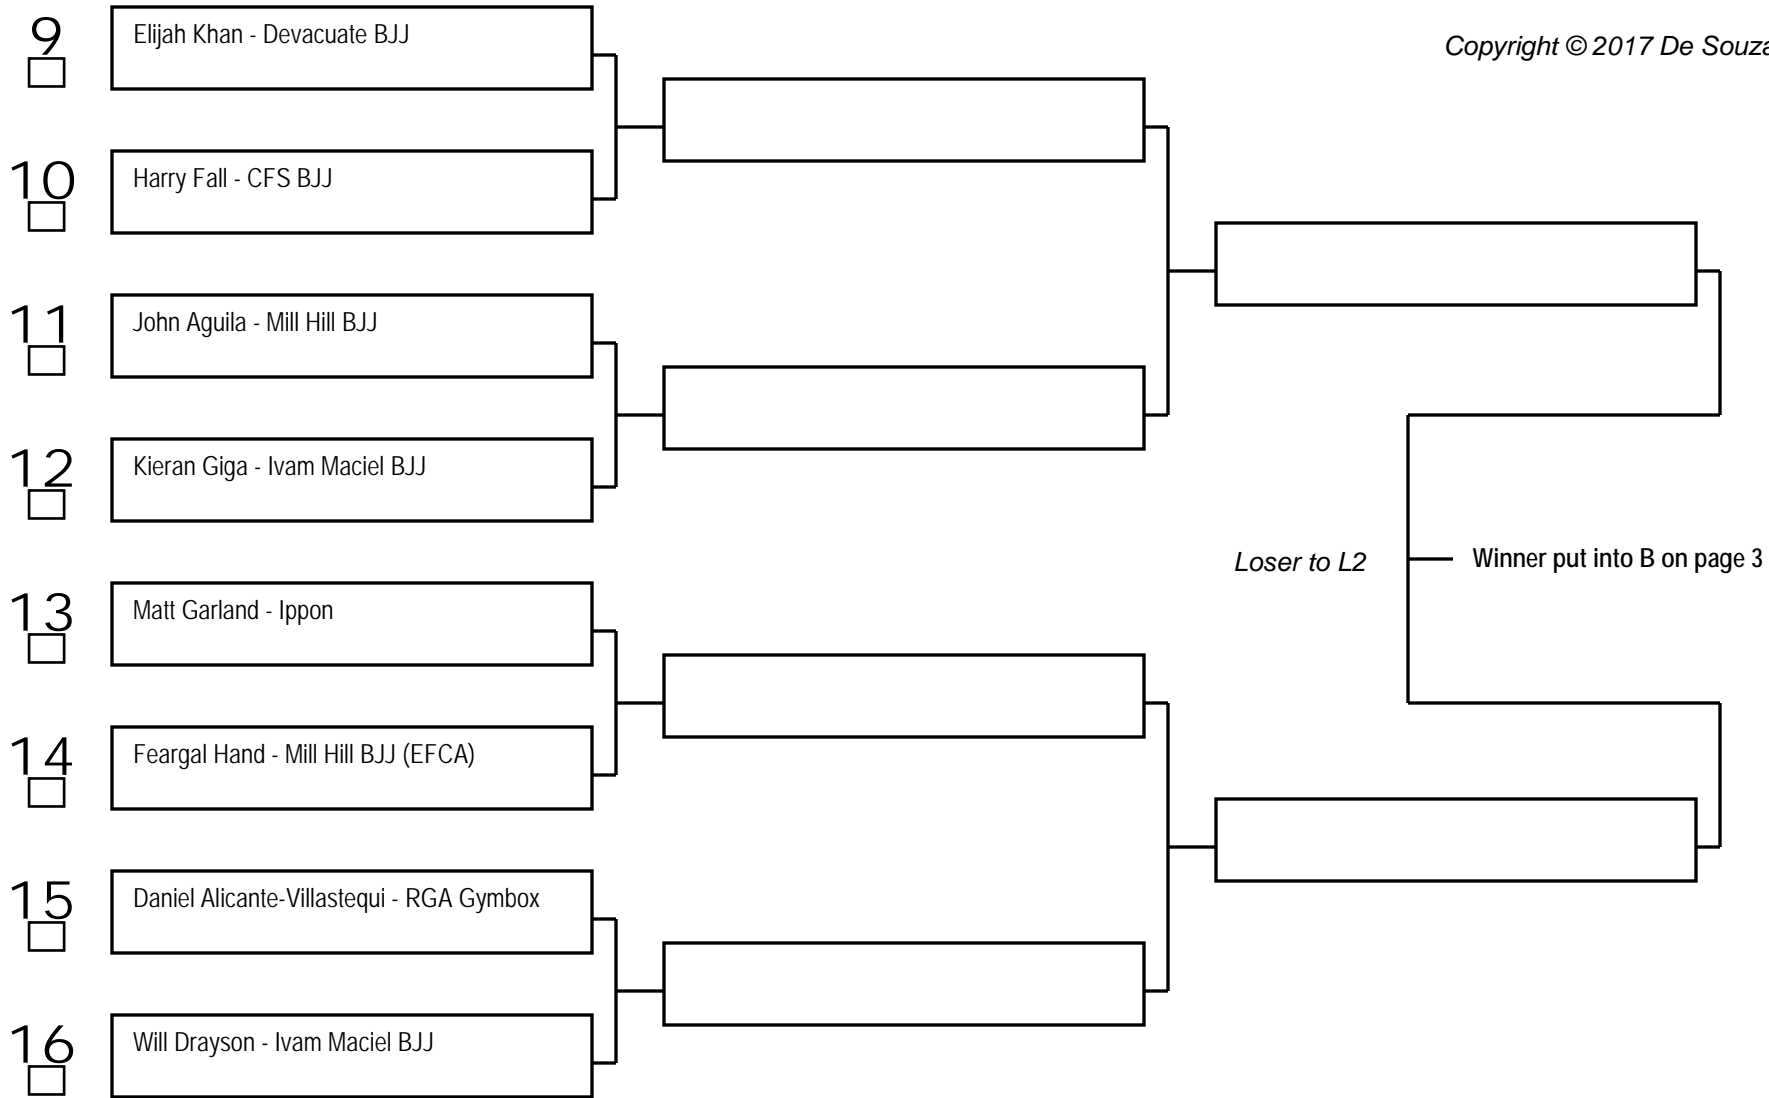 9
Elijah Khan - Devacuate BJJ
Copyright © 2017 De Souza
10
Harry Fall - CFS BJJ
11
John Aguila - Mill Hill BJJ
12
Kieran Giga - Ivam Maciel BJJ
Loser to L2
Winner put into B on page 3
13
Matt Garland - Ippon
14
Feargal Hand - Mill Hill BJJ (EFCA)
15
Daniel Alicante-Villastequi - RGA Gymbox
16
Will Drayson - Ivam Maciel BJJ